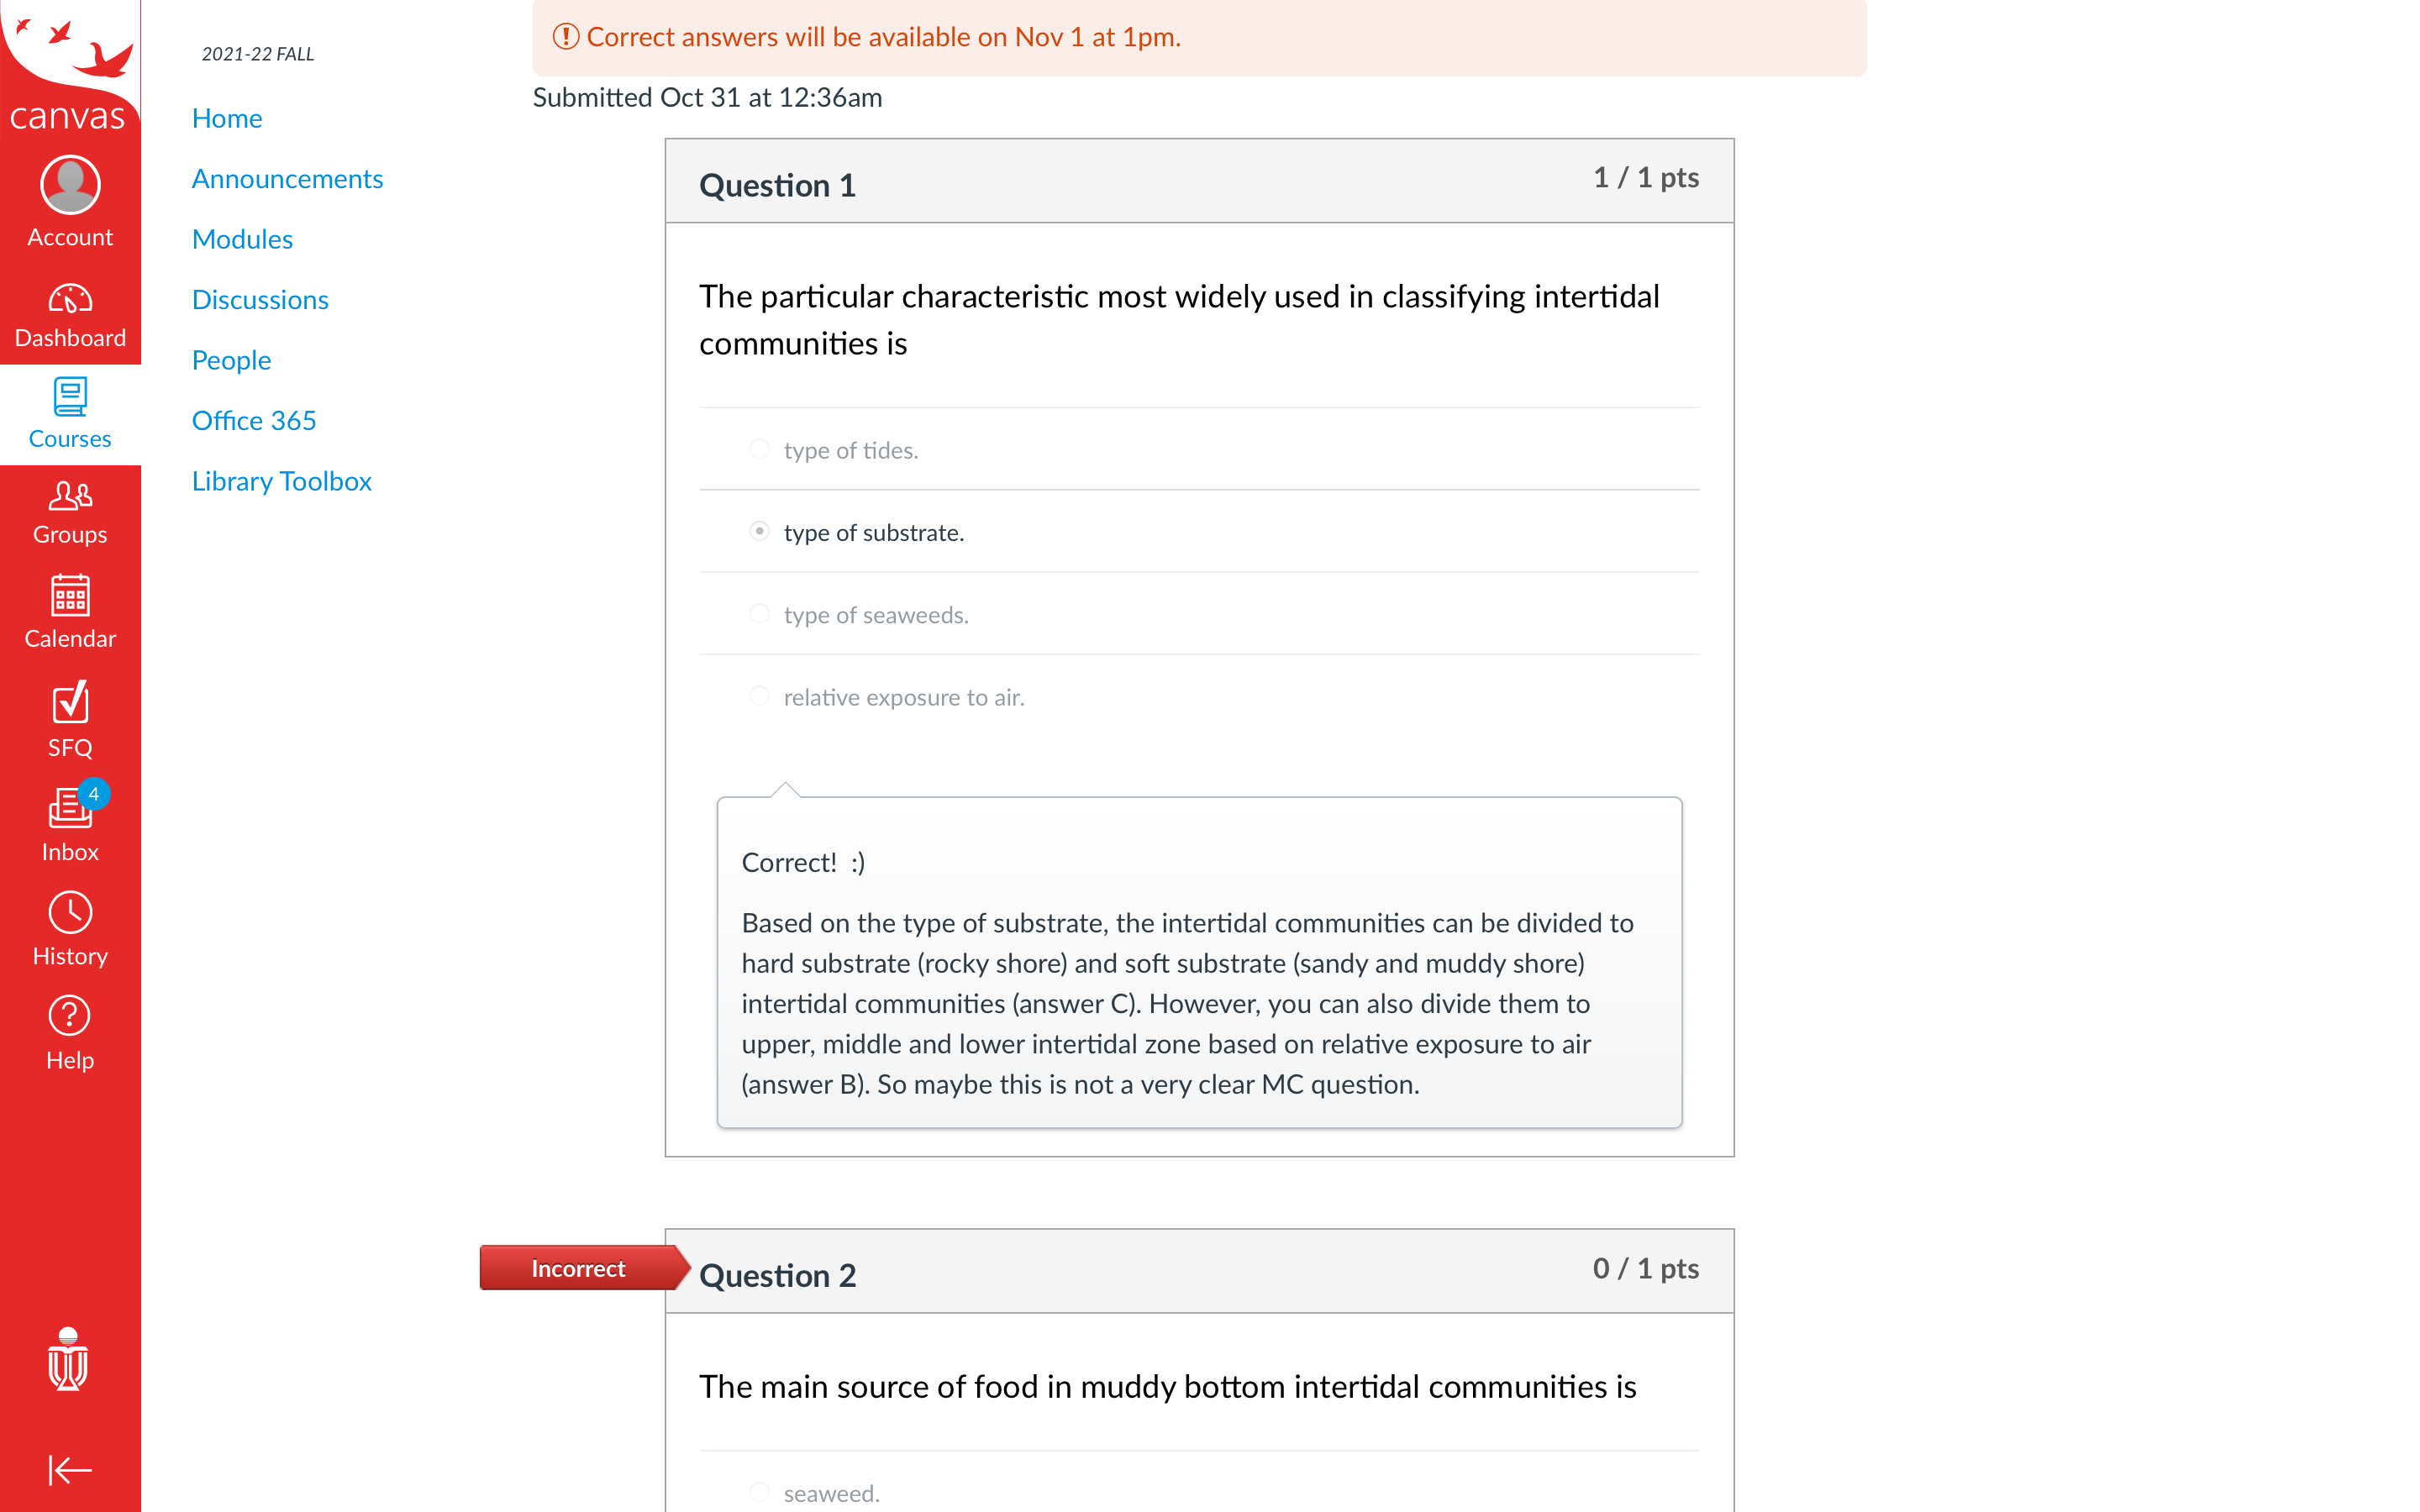 canvas
Account
Dashboard
Courses
Groups
Calendar
SFQ
4
Inbox
History
Help
2021-22 FALL
Home
Announcements
Modules
Discussions
People
Office 365
Library Toolbox
Correct answers will be available on Nov 1 at 1pm.
Submitted Oct 31 at 12:36am
Question 1
1 / 1 pts
The particular characteristic most widely used in classifying intertidal
communities is
type of tides.
type of substrate.
type of seaweeds.
relative exposure to air.
Correct!  :)
Based on the type of substrate, the intertidal communities can be divided to
hard substrate (rocky shore) and soft substrate (sandy and muddy shore)
intertidal communities (answer C). However, you can also divide them to
upper, middle and lower intertidal zone based on relative exposure to air
(answer B). So maybe this is not a very clear MC question.
Incorrect
Question 2
0 / 1 pts
The main source of food in muddy bottom intertidal communities is
seaweed.